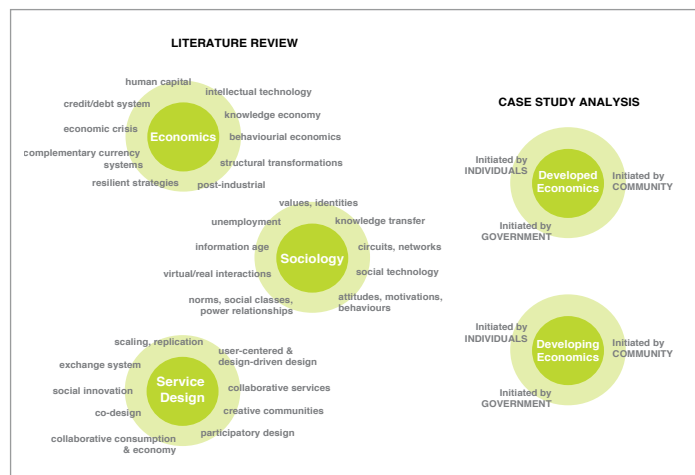 LITERATURE REVIEW
human capital
intellectual technology
credit/debt system
knowledge economy
economic crisis
Economics
behaviourial economics
complementary currency
systems
structural transformations
resilient strategies
post-industrial
values, identities
unemployment
knowledge transfer
information age
Sociology
circuits, networks
virtual/real interactions
social technology
norms, social classes,
power relationships
attitudes, motivations,
behaviours
scaling, replication
user-centered &
design-driven design
exchange system
social innovation
Service
Design
collaborative services
co-design
creative communities
collaborative consumption
& economy
participatory design
CASE STUDY ANALYSIS
Initiated by
INDIVIDUALS
Developed
Economics
Initiated by
COMMUNITY
Initiated by
GOVERNMENT
Initiated by
INDIVIDUALS
Developing
Economics
Initiated by
COMMUNITY
Initiated by
GOVERNMENT